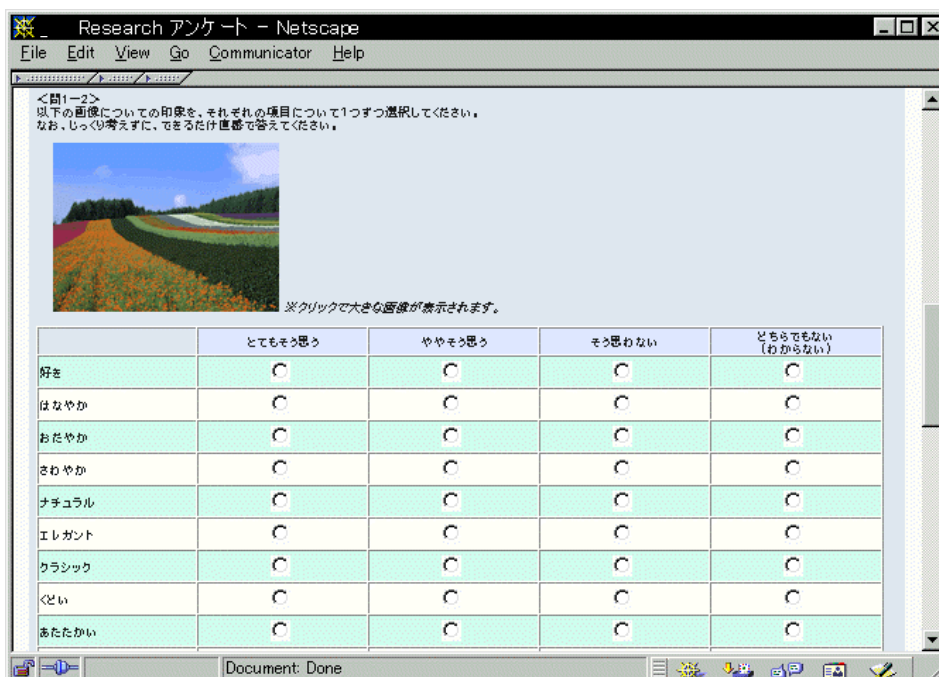 Research アンケート - Netscape
File Edit View Go Communicator Help
＜問1-2＞
以下の画像についての印象を、それぞれの項目について1つずつ選択してください。
なお、じっくり考えずに、できるだけ直感で答えてください。
※クリックで大きな画像が表示されます。
とてもそう思う ややそう思う そう思わない どちらでもない
(わからない)
好き
はなやか
おだやか
さわやか
ナチュラル
エレガント
クラシック
くどい
あたたかい
Document: Done